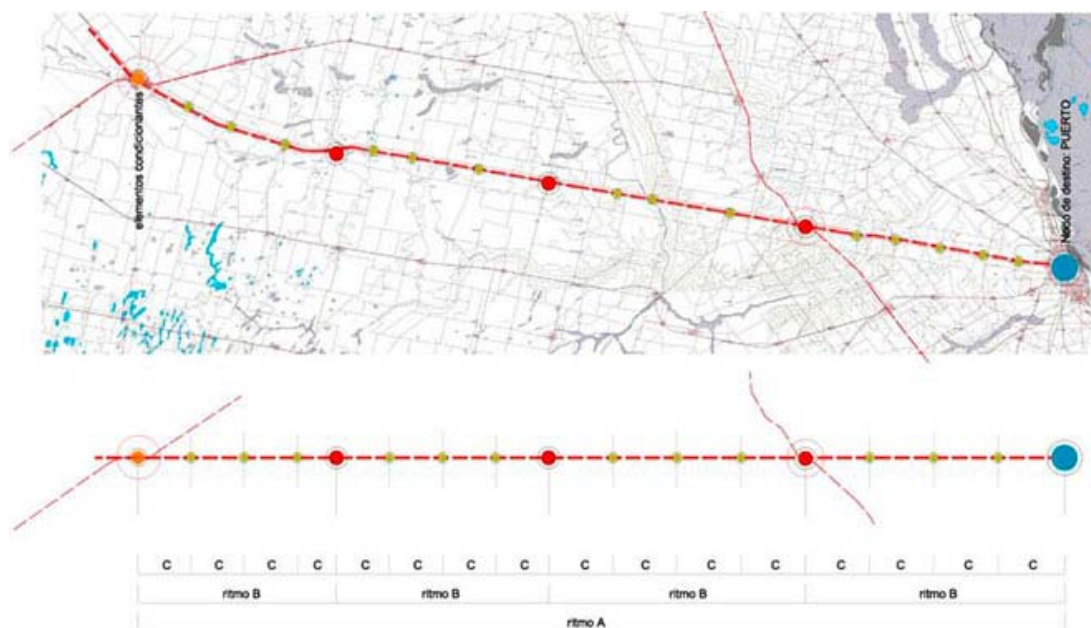 elementos condicionantes
Nodo de destino: PUERTO
C C C C C C C C C C C C C C C C
ritmo B ritmo B ritmo B ritmo B
ritmo A